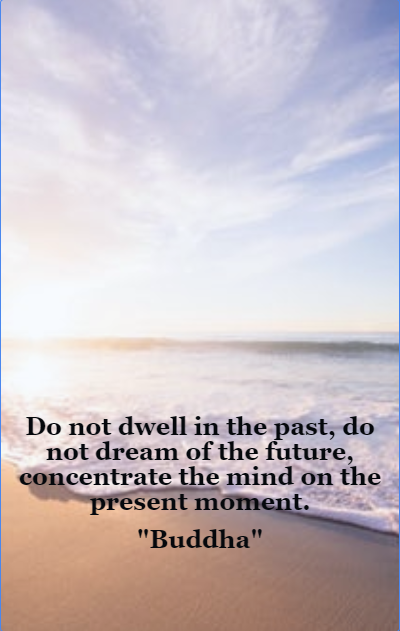 Do not dwell in the past, do
not dream of the future,
concentrate the mind on the
present moment.
"Buddha"